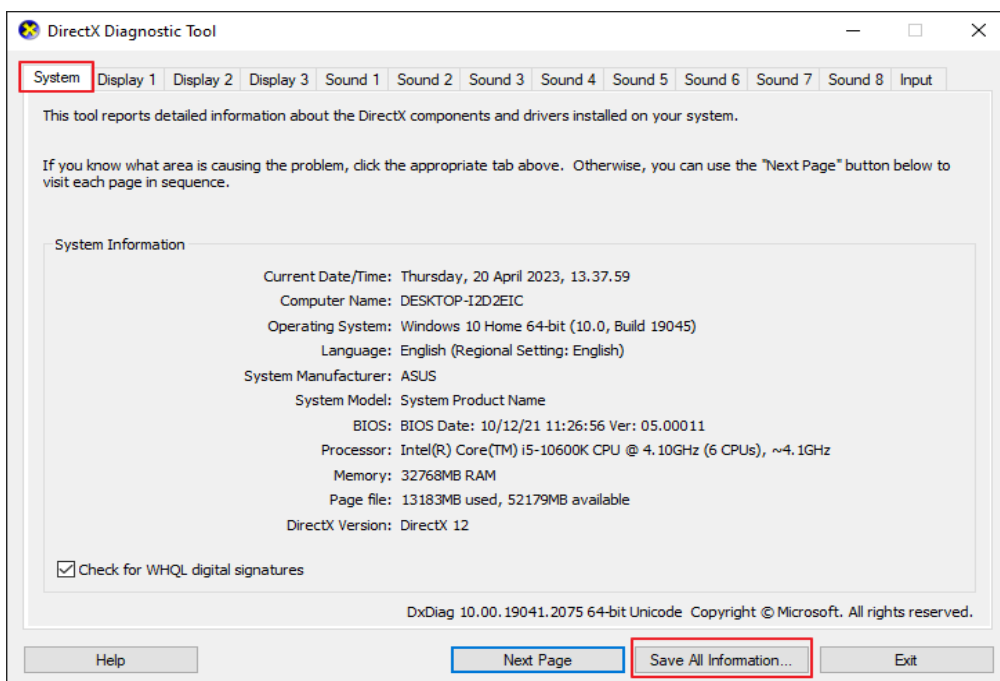 DirectX Diagnostic Tool
System Display 1 Display 2 Display 3 Sound 1 Sound 2 Sound 3 Sound 4 Sound 5 Sound 6 Sound 7 Sound 8 Input
This tool reports detailed information about the DirectX components and drivers installed on your system.
If you know what area is causing the problem, click the appropriate tab above.  Otherwise, you can use the "Next Page" button below to
visit each page in sequence.
System Information
Current Date/Time: Thursday, 20 April 2023, 13.37.59
Computer Name: DESKTOP-I2D2EIC
Operating System: Windows 10 Home 64-bit (10.0, Build 19045)
Language: English (Regional Setting: English)
System Manufacturer: ASUS
System Model: System Product Name
BIOS: BIOS Date: 10/12/21 11:26:56 Ver: 05.00011
Processor: Intel(R) Core(TM) i5-10600K CPU @ 4.10GHz (6 CPUs), ~4.1GHz
Memory: 32768MB RAM
Page file: 13183MB used, 52179MB available
DirectX Version: DirectX 12
Check for WHQL digital signatures
DxDiag 10.00.19041.2075 64-bit Unicode  Copyright © Microsoft. All rights reserved.
Help Next Page Save All Information... Exit